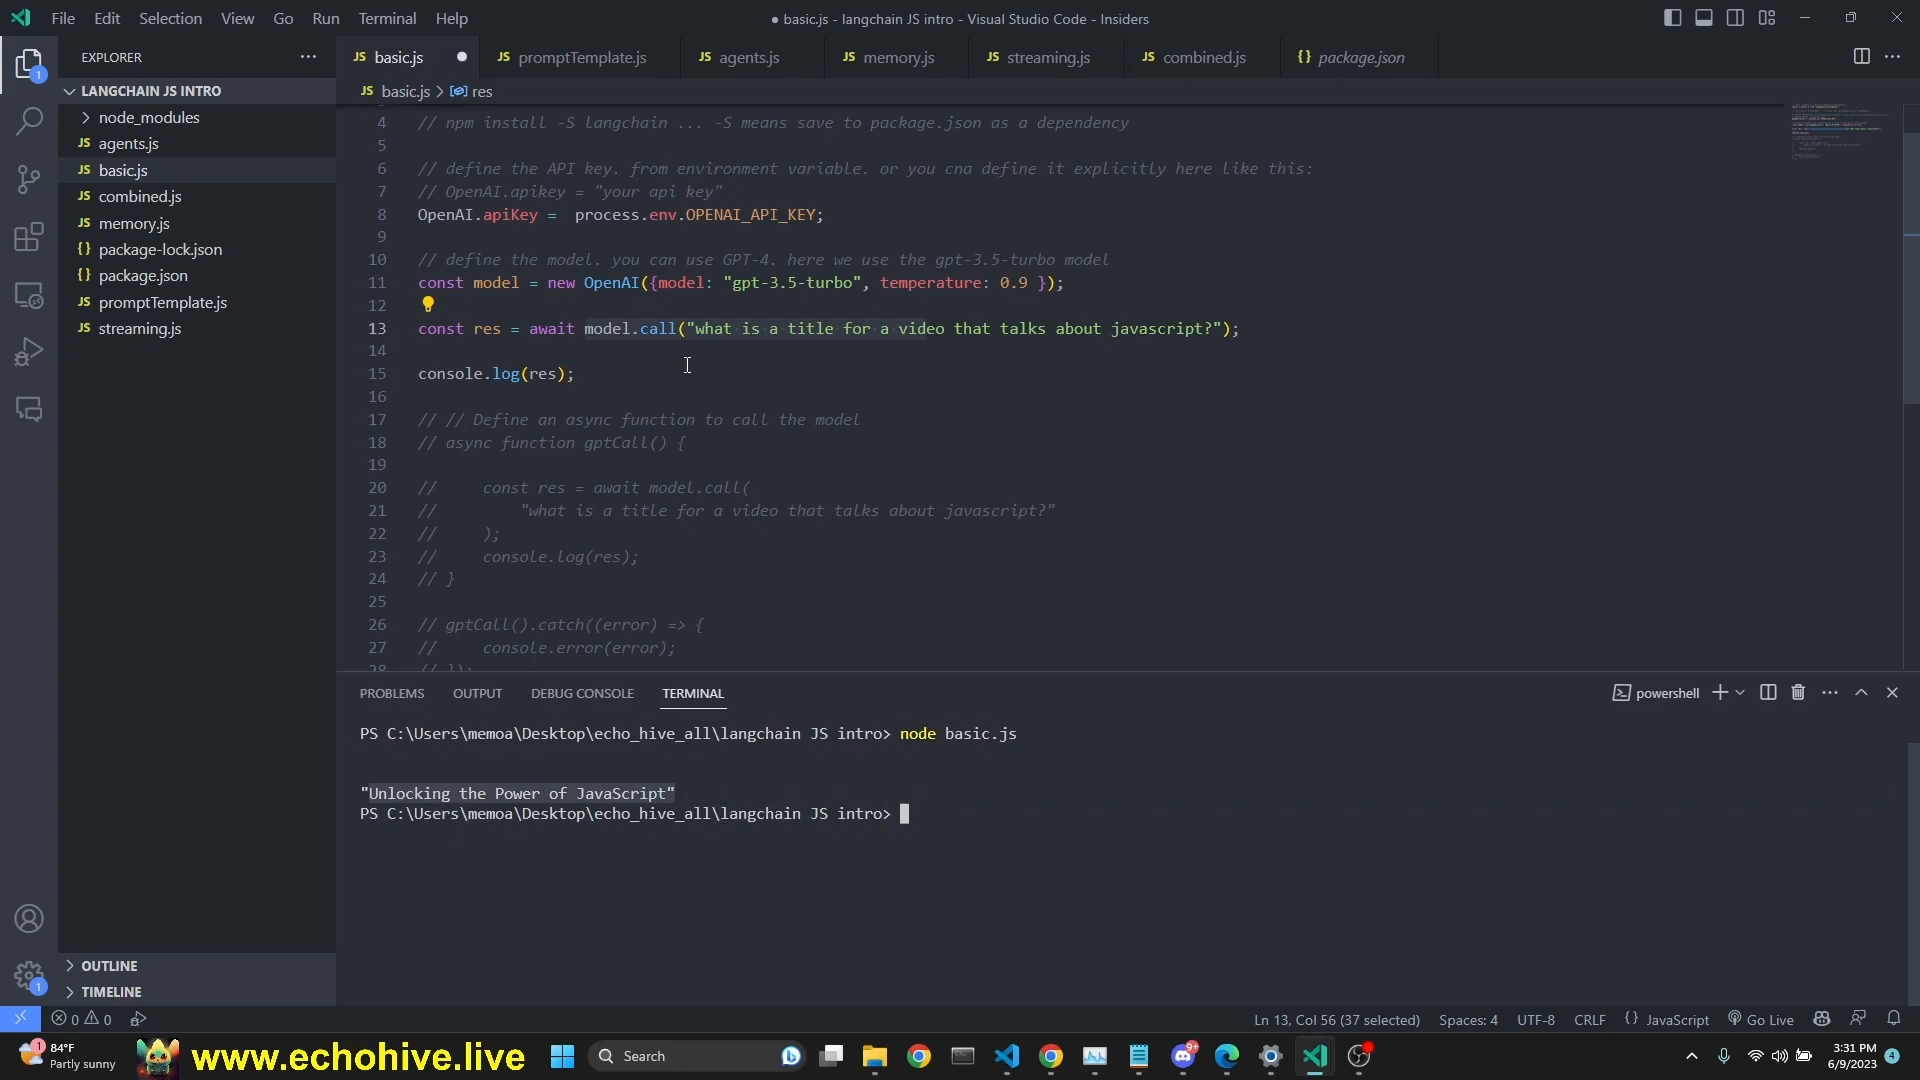 File Edit Selection View Go Run Terminal Help
● basic.js - langchain JS intro - Visual Studio Code - Insiders
EXPLORER
LANGCHAIN JS INTRO
node_modules
JS agents.js
JS basic.js
JS combined.js
JS memory.js
{} package-lock.json
{} package.json
JS promptTemplate.js
JS streaming.js
OUTLINE
TIMELINE
JS basic.js JS promptTemplate.js JS agents.js JS memory.js JS streaming.js JS combined.js {} package.json
JS basic.js > res
4 // npm install -S langchain ... -S means save to package.json as a dependency
5
6 // define the API key. from environment variable. or you cna define it explicitly here like this:
7 // OpenAI.apikey = "your api key"
8 OpenAI.apiKey =  process.env.OPENAI_API_KEY;
9
10 // define the model. you can use GPT-4. here we use the gpt-3.5-turbo model
11 const model = new OpenAI({model: "gpt-3.5-turbo", temperature: 0.9 });
12
13 const res = await model.call("what is a title for a video that talks about javascript?");
14
15 console.log(res);
16
17 // // Define an async function to call the model
18 // async function gptCall() {
19
20 //     const res = await model.call(
21 //         "what is a title for a video that talks about javascript?"
22 //     );
23 //     console.log(res);
24 // }
25
26 // gptCall().catch((error) => {
27 //     console.error(error);
28 // });
PROBLEMS OUTPUT DEBUG CONSOLE TERMINAL
powershell
PS C:\Users\memoa\Desktop\echo_hive_all\langchain JS intro> node basic.js
"Unlocking the Power of JavaScript"
PS C:\Users\memoa\Desktop\echo_hive_all\langchain JS intro>
0 0
Ln 13, Col 56 (37 selected) Spaces: 4 UTF-8 CRLF {} JavaScript Go Live
84°F
Partly sunny
www.echohive.live
Search
3:31 PM
6/9/2023